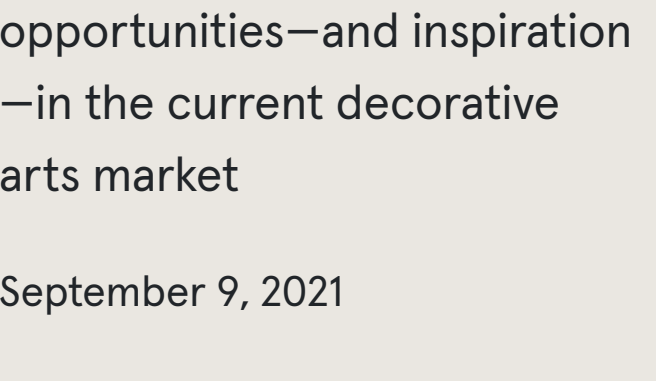 opportunities—and inspiration
—in the current decorative
arts market
September 9, 2021